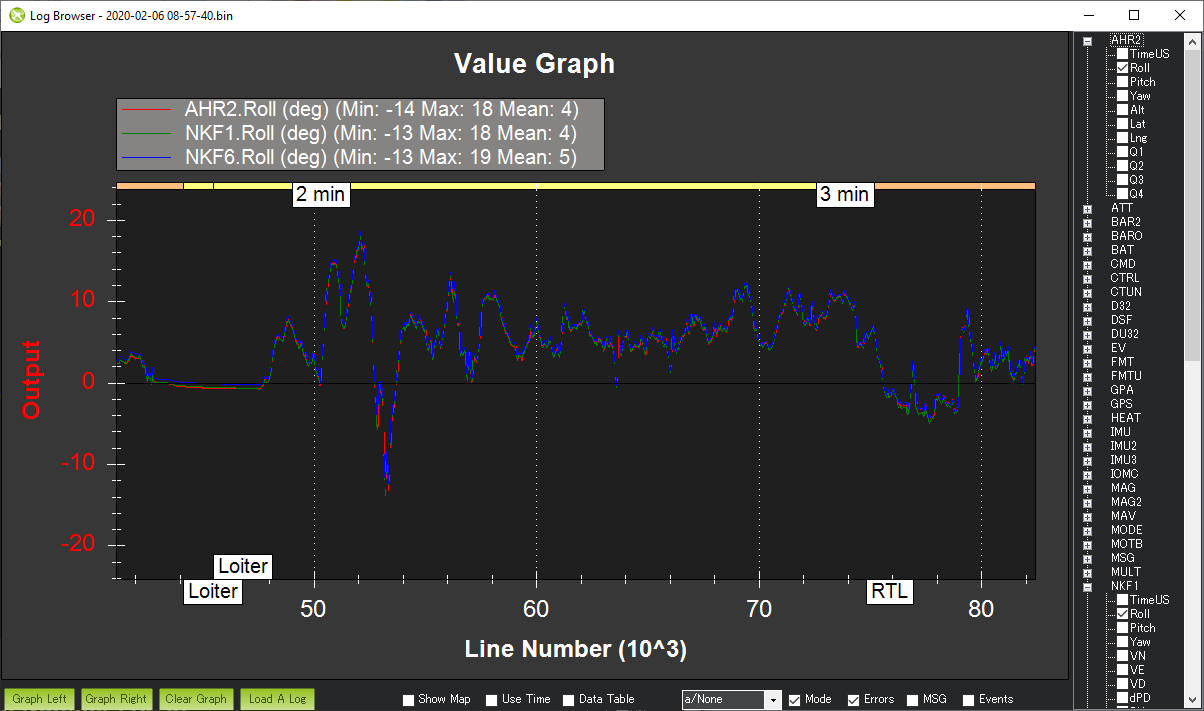 Log Browser - 2020-02-06 08-57-40.bin
Value Graph
AHR2.Roll (deg) (Min: -14 Max: 18 Mean: 4)
NKF1.Roll (deg) (Min: -13 Max: 18 Mean: 4)
NKF6.Roll (deg) (Min: -13 Max: 19 Mean: 5)
2 min
3 min
20
10
0
-10
-20
Output
Loiter
Loiter
RTL
50
60
70
80
Line Number (10^3)
AHR2
TimeUS
Roll
Pitch
Yaw
Alt
Lat
Lng
Q1
Q2
Q3
Q4
ATT
BAR2
BARO
BAT
CMD
CTRL
CTUN
D32
DSF
DU32
EV
FMT
FMTU
GPA
GPS
HEAT
IMU
IMU2
IMU3
IOMC
MAG
MAG2
MAV
MODE
MOTB
MSG
MULT
NKF1
TimeUS
Roll
Pitch
Yaw
VN
VE
VD
dPD
Graph Left
Graph Right
Clear Graph
Load A Log
Show Map
Use Time
Data Table
a/None
Mode
Errors
MSG
Events